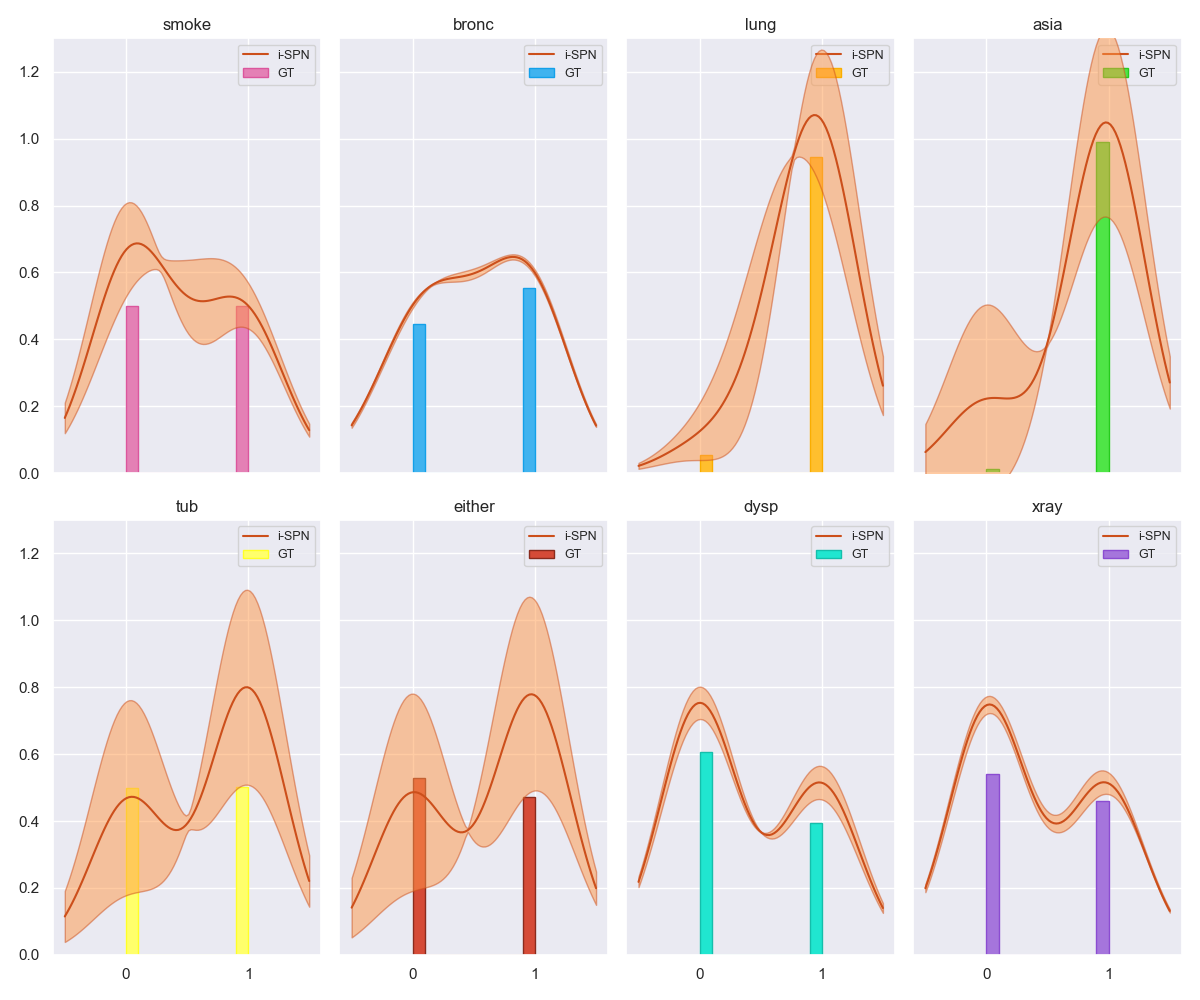 smoke
bronc
lung
asia
i-SPN
GT
i-SPN
GT
i-SPN
GT
i-SPN
GT
1.2
1.0
0.8
0.6
0.4
0.2
0.0
tub
either
dysp
xray
i-SPN
GT
i-SPN
GT
i-SPN
GT
i-SPN
GT
1.2
1.0
0.8
0.6
0.4
0.2
0.0
0 1
0 1
0 1
0 1